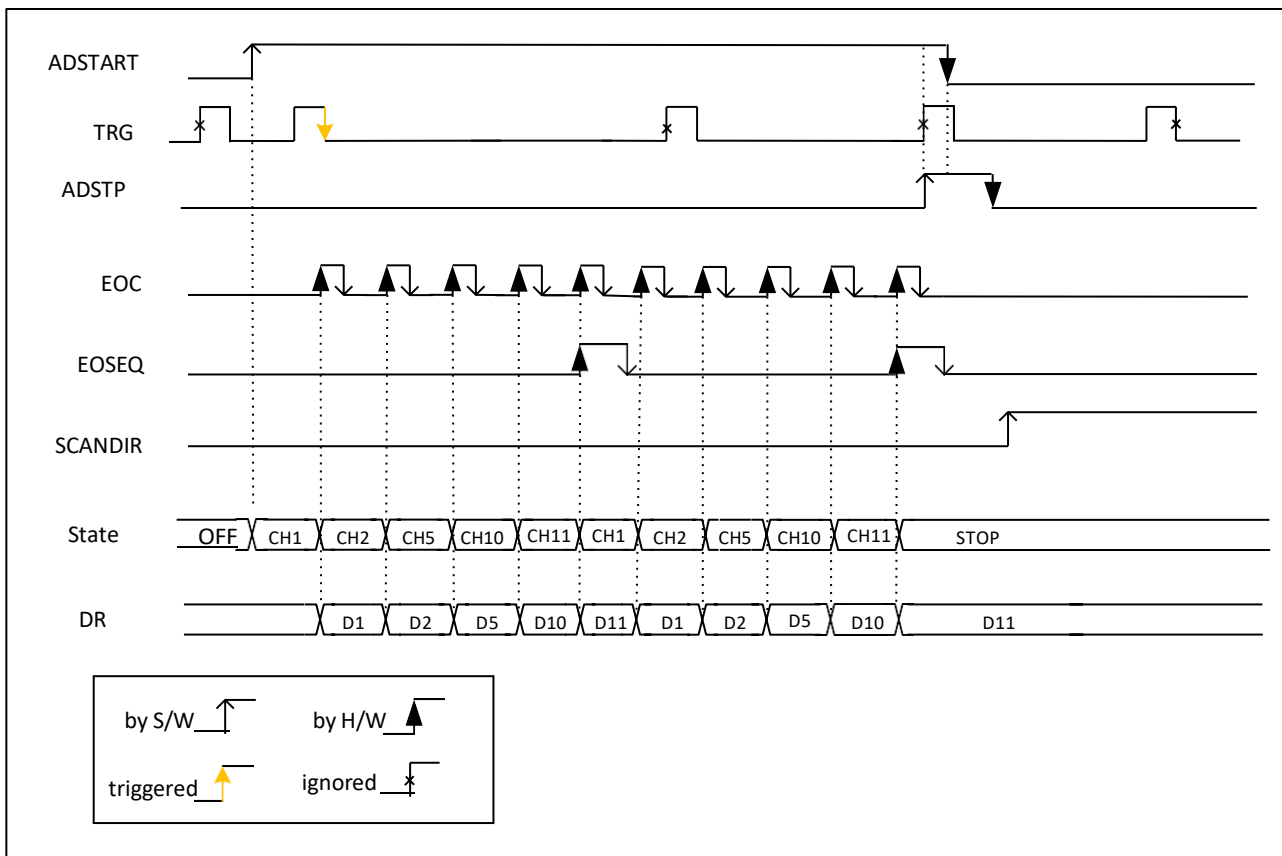 ADSTART
TRG
ADSTP
EOC
EOSEQ
SCANDIR
State OFF CH1 CH2 CH5 CH10 CH11 CH1 CH2 CH5 CH10 CH11 STOP
DR D1 D2 D5 D10 D11 D1 D2 D5 D10 D11
by S/W by H/W
triggered ignored